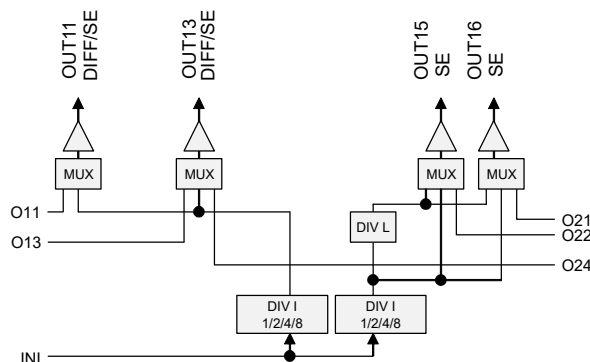 OUT11
DIFF/SE
OUT13
DIFF/SE
OUT15
SE
OUT16
SE
MUX
MUX
MUX
MUX
O11
O21
O22
O13
DIV L
O24
DIV I
1/2/4/8
DIV I
1/2/4/8